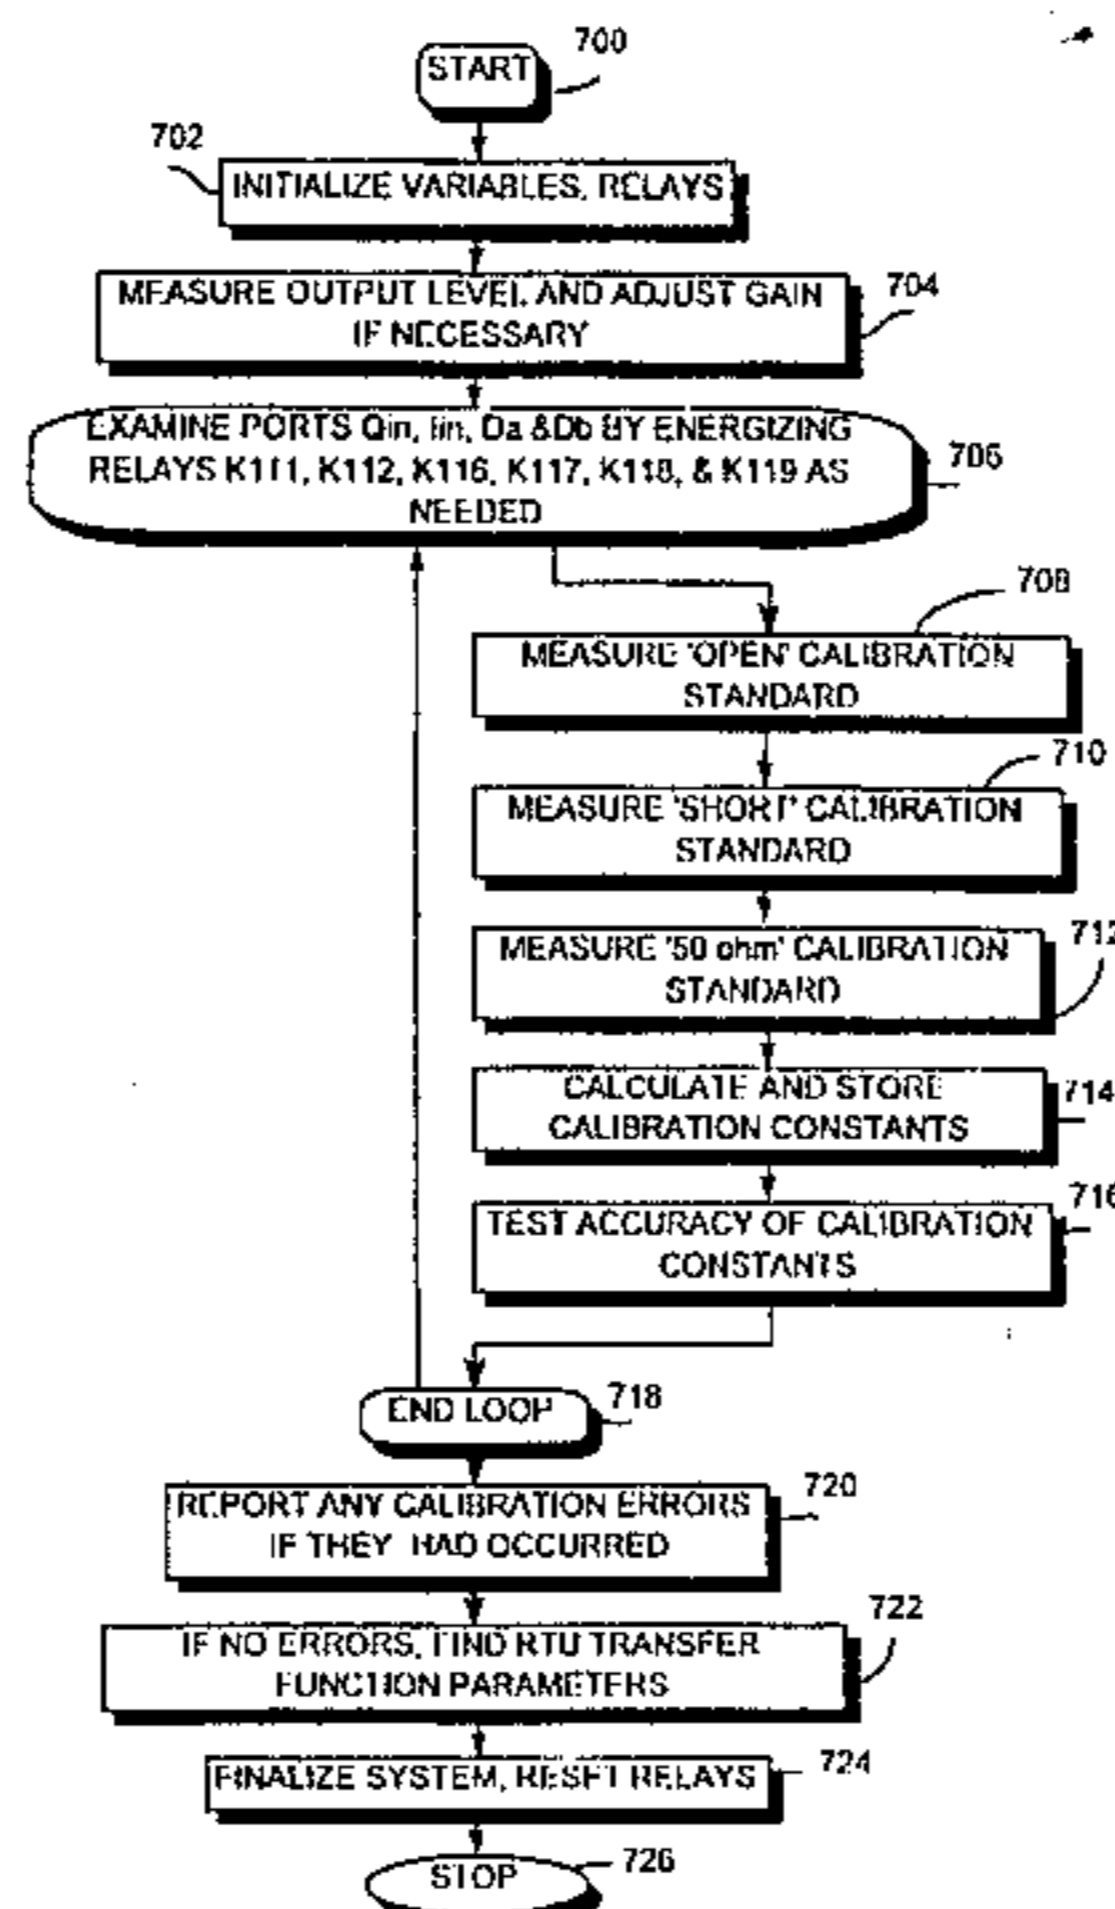 700
START
702
INITIALIZE VARIABLES, RELAYS
MEASURE OUTPUT LEVEL AND ADJUST GAIN
IF NECESSARY
704
EXAMINE PORTS Qin, Iin, Da &Db BY ENERGIZING
RELAYS K111, K112, K116, K117, K118, & K119 AS
NEEDED
706
708
MEASURE 'OPEN' CALIBRATION
STANDARD
710
MEASURE 'SHORT' CALIBRATION
STANDARD
712
MEASURE '50 ohm' CALIBRATION
STANDARD
714
CALCULATE AND STORE
CALIBRATION CONSTANTS
716
TEST ACCURACY OF CALIBRATION
CONSTANTS
END LOOP
718
REPORT ANY CALIBRATION ERRORS
IF THEY HAD OCCURRED
720
722
IF NO ERRORS, FIND RTU TRANSFER
FUNCTION PARAMETERS
FINALIZE SYSTEM, RESET RELAYS
724
STOP
726